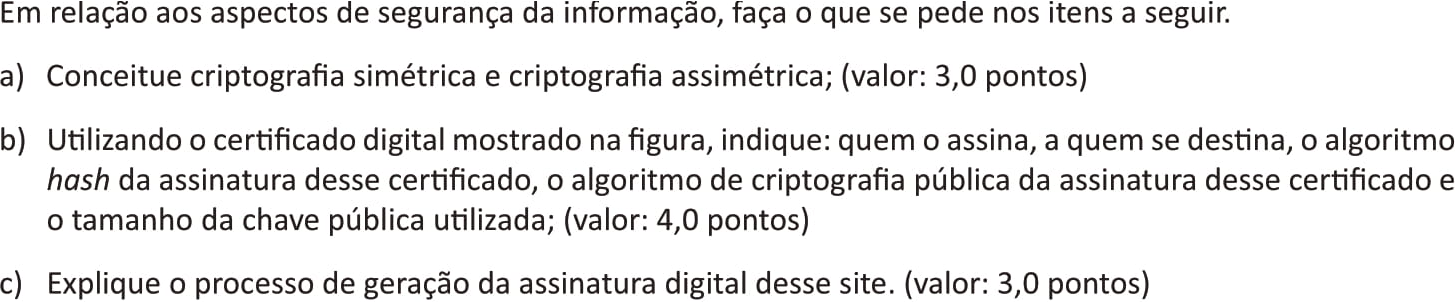 Em relação aos aspectos de segurança da informação, faça o que se pede nos itens a seguir.
a) Conceitue criptografia simétrica e criptografia assimétrica; (valor: 3,0 pontos)
b) Utilizando o certificado digital mostrado na figura, indique: quem o assina, a quem se destina, o algoritmo
hash da assinatura desse certificado, o algoritmo de criptografia pública da assinatura desse certificado e
o tamanho da chave pública utilizada; (valor: 4,0 pontos)
c) Explique o processo de geração da assinatura digital desse site. (valor: 3,0 pontos)